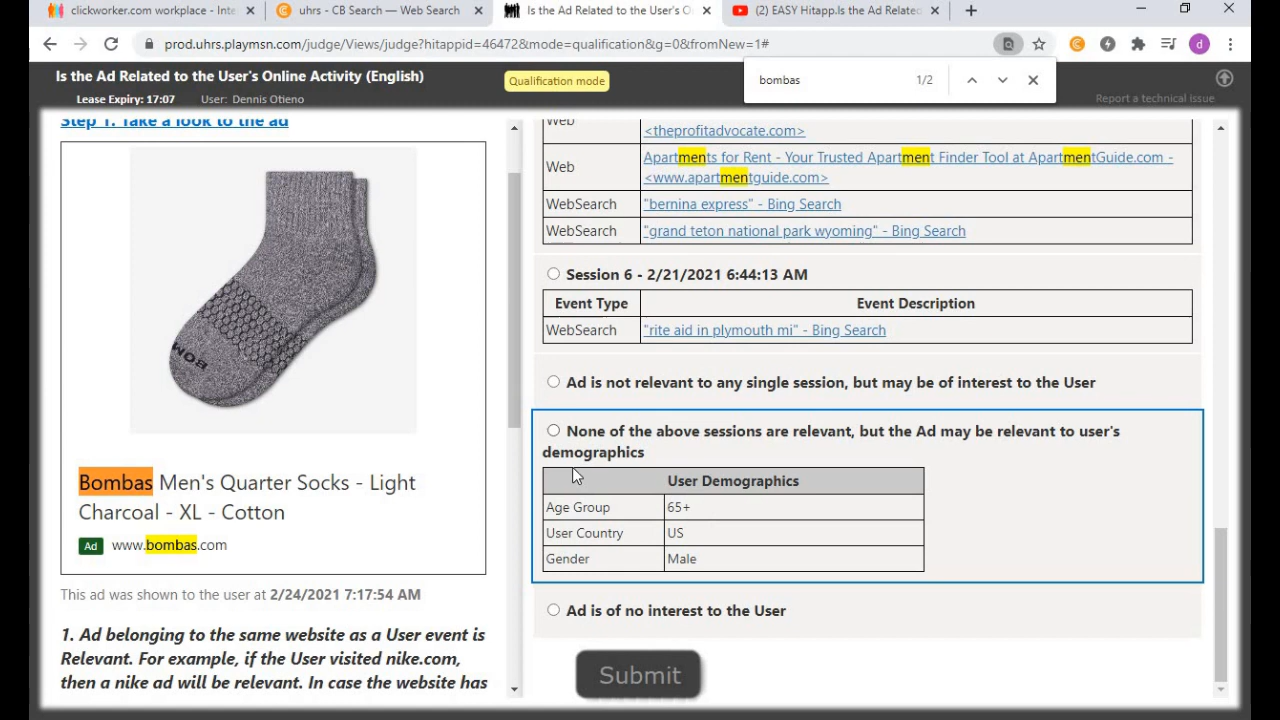 clickworker.com workplace - Inte
uhrs - CB Search — Web Search
Is the Ad Related to the User's O
(2) EASY Hitapp.Is the Ad Relate
prod.uhrs.playmsn.com/judge/Views/judge?hitappid=46472&mode=qualification&g=0&fromNew=1#
d
Is the Ad Related to the User's Online Activity (English)
Qualification mode
bombas
1/2
Lease Expiry: 17:07
User: Dennis Otieno
Report a technical issue
Step 1. Take a look to the ad
BOM
Bombas Men's Quarter Socks - Light
Charcoal - XL - Cotton
Ad www.bombas.com
This ad was shown to the user at 2/24/2021 7:17:54 AM
1. Ad belonging to the same website as a User event is
Relevant. For example, if the User visited nike.com,
then a nike ad will be relevant. In case the website has
Web
<theprofitadvocate.com>
Web
Apartments for Rent - Your Trusted Apartment Finder Tool at ApartmentGuide.com -
<www.apartmentguide.com>
WebSearch "bernina express" - Bing Search
WebSearch "grand teton national park wyoming" - Bing Search
Session 6 - 2/21/2021 6:44:13 AM
Event Type Event Description
WebSearch "rite aid in plymouth mi" - Bing Search
Ad is not relevant to any single session, but may be of interest to the User
None of the above sessions are relevant, but the Ad may be relevant to user's
demographics
User Demographics
Age Group 65+
User Country US
Gender Male
Ad is of no interest to the User
Submit